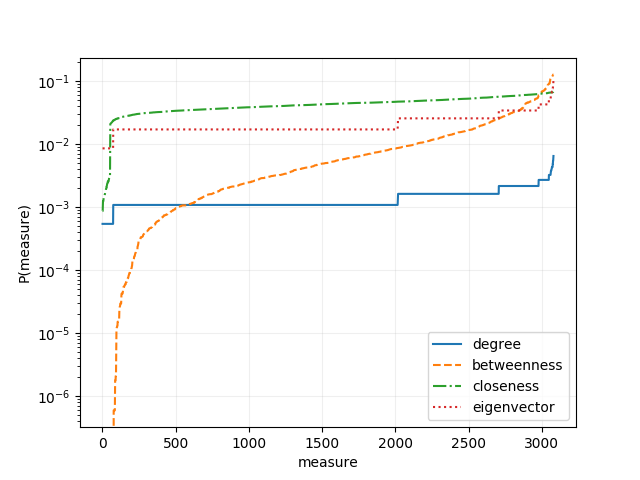 10⁻¹
10⁻²
10⁻³
10⁻⁴
10⁻⁵
10⁻⁶
P(measure)
degree
betweenness
closeness
eigenvector
0 500 1000 1500 2000 2500 3000
measure